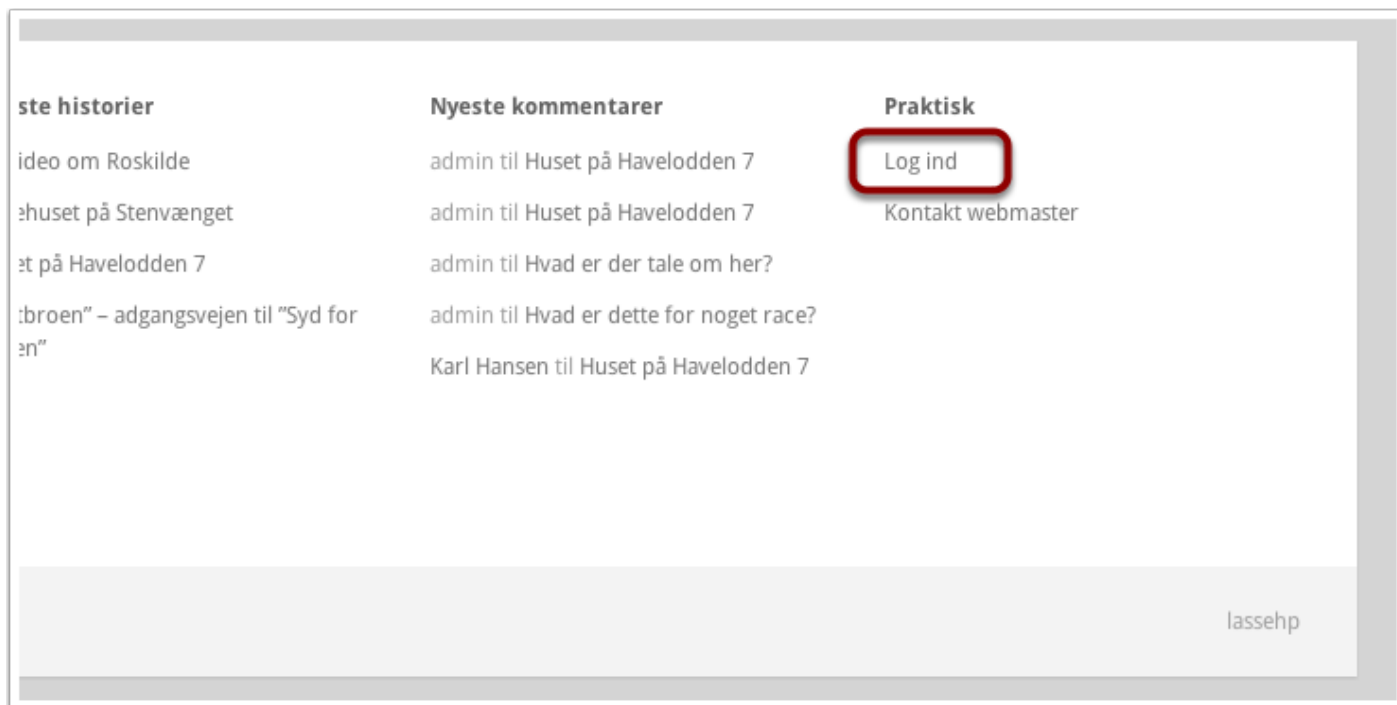 ste historier
ideo om Roskilde
ehuset på Stenvænget
et på Havelodden 7
tbroen” – adgangsvejen til ”Syd for
en”
Nyeste kommentarer
admin til Huset på Havelodden 7
admin til Huset på Havelodden 7
admin til Hvad er der tale om her?
admin til Hvad er dette for noget race?
Karl Hansen til Huset på Havelodden 7
Praktisk
Log ind
Kontakt webmaster
lassehp